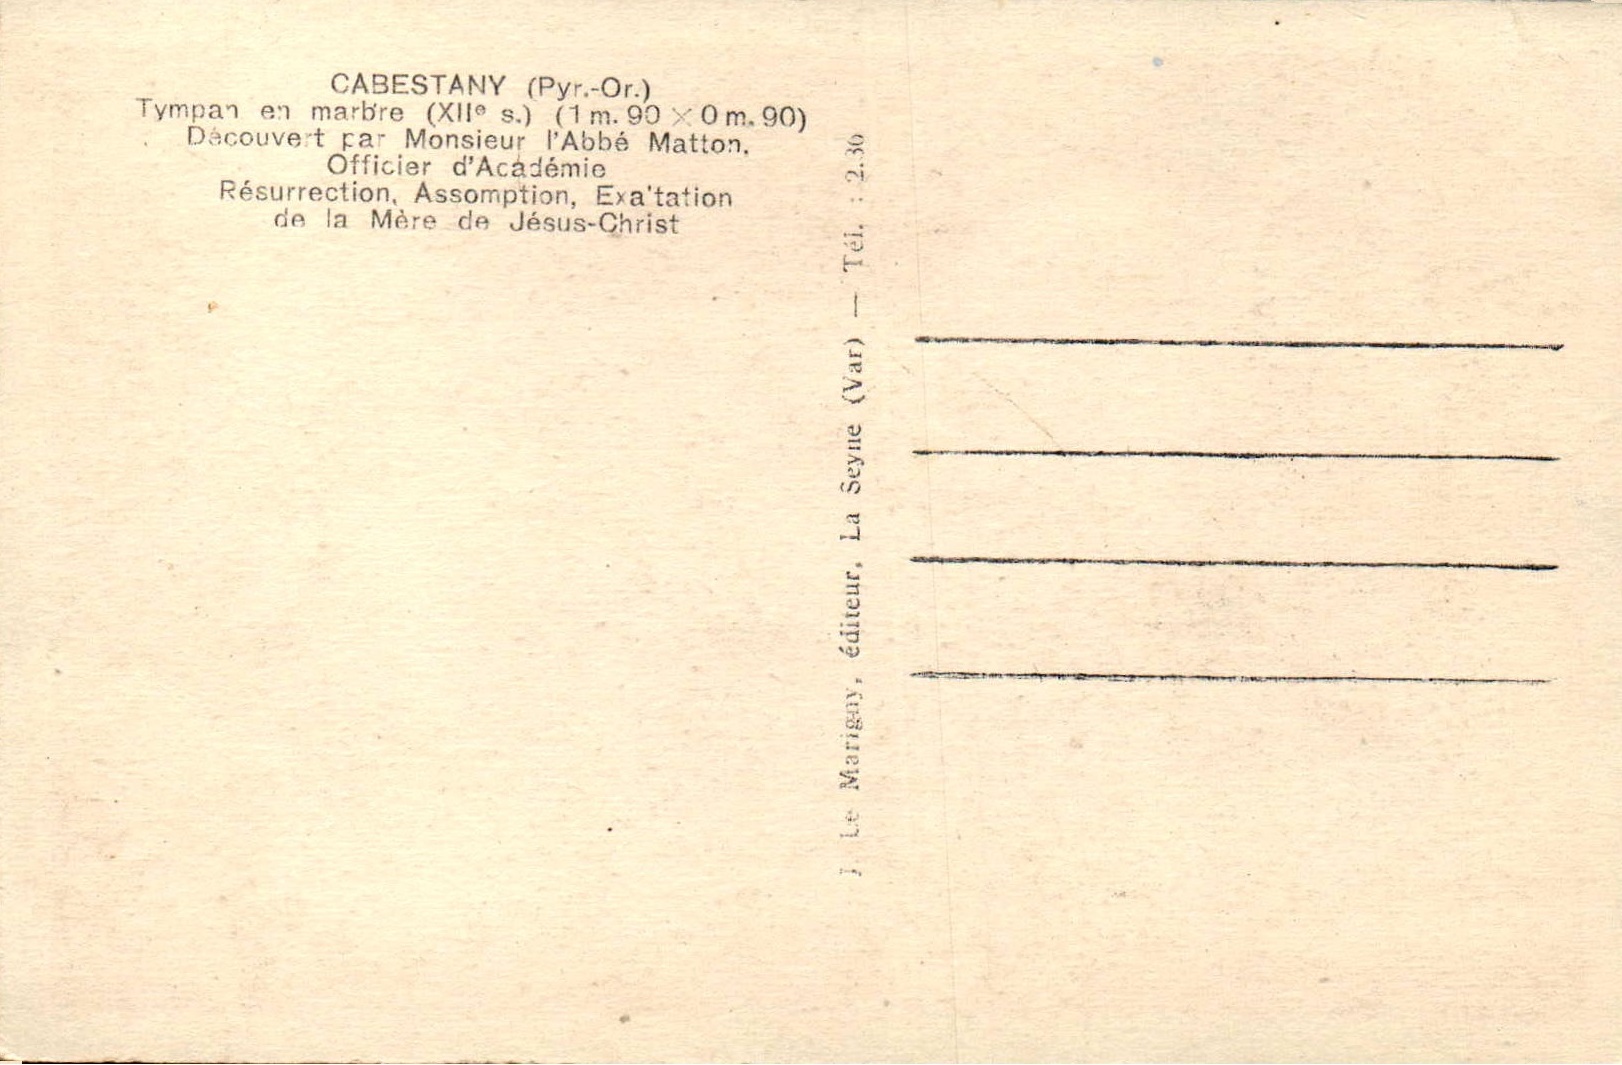 CABESTANY (Pyr.-Or.)
Tympan en marbre (XIIe s.) (1 m. 90 × 0 m. 90)
Découvert par Monsieur l'Abbé Matton,
Officier d'Académie
Résurrection, Assomption, Exa'tation
de la Mère de Jésus-Christ
J. Le Marigny, éditeur, La Seyne (Var) — Tél. : 2.30